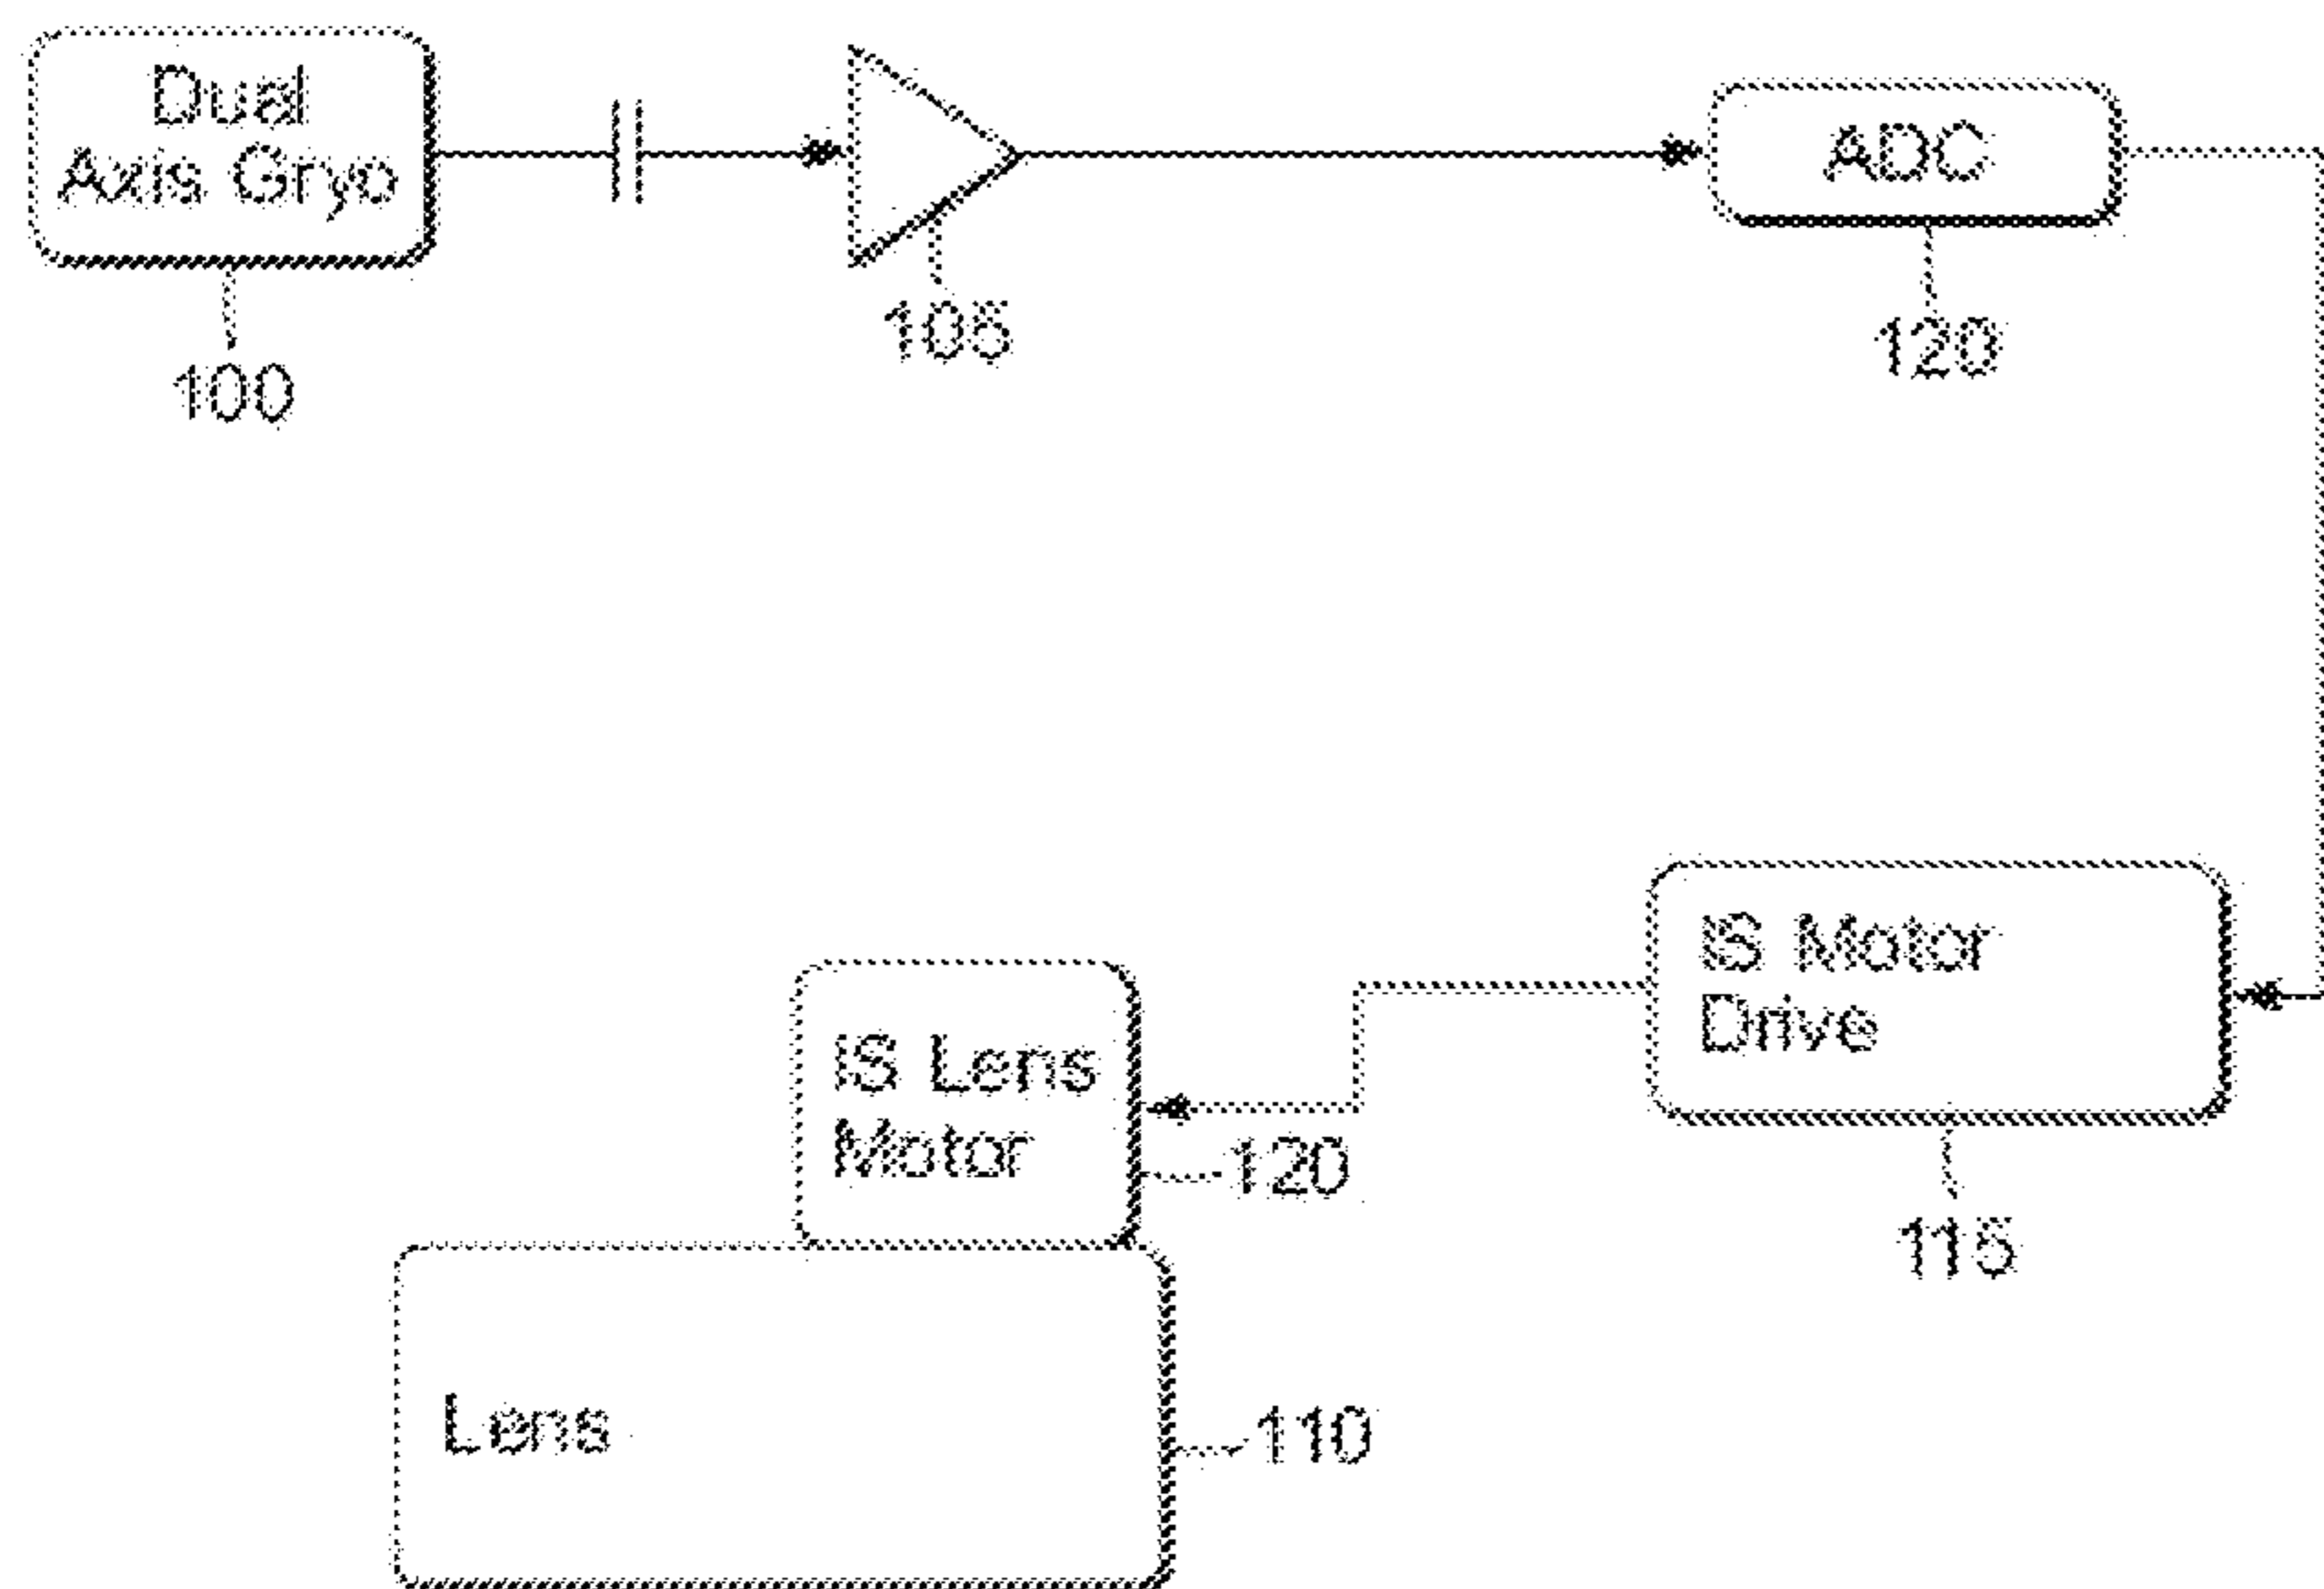 Dual
Axis Gryo
100
105
ADC
120
IS Motor
Drive
115
IS Lens
Motor
120
Lens
110